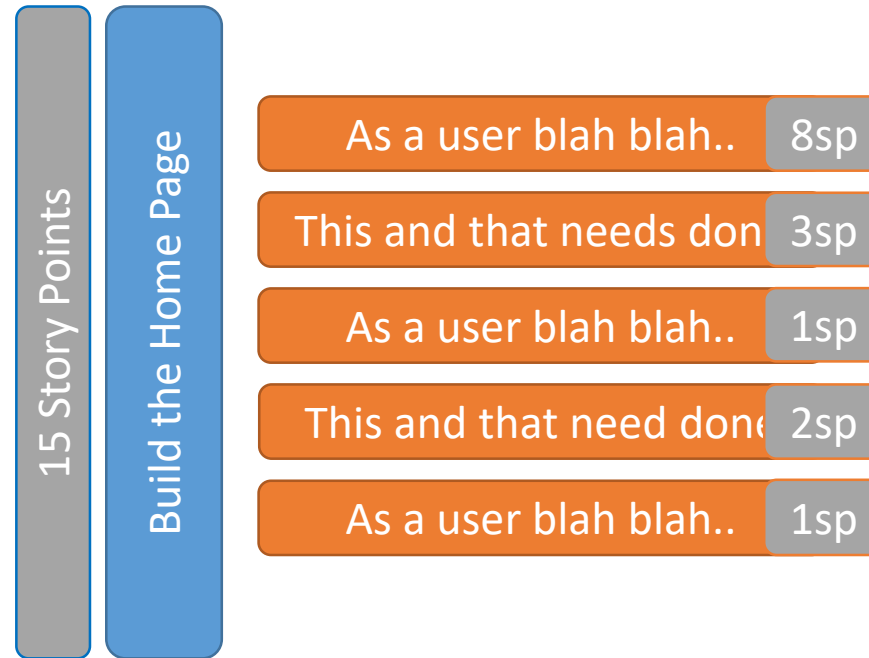 15 Story Points
Build the Home Page
As a user blah blah.. 8sp
This and that needs don 3sp
As a user blah blah.. 1sp
This and that need done 2sp
As a user blah blah.. 1sp